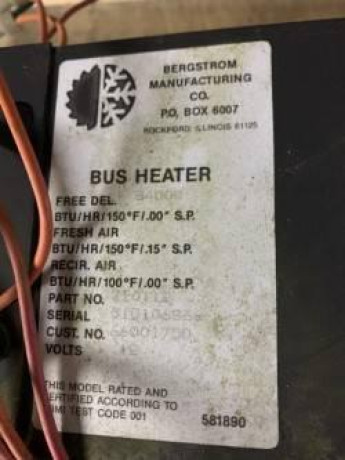 BERGSTROM
MANUFACTURING
CO.
P.O. BOX 6007
ROCKFORD, ILLINOIS 61125
BUS HEATER
FREE DEL.
BTU/HR/150°F/.00" S.P.
FRESH AIR
BTU/HR/150°F/.15" S.P.
RECIR. AIR
BTU/HR/100°F/.00" S.P.
PART NO.
SERIAL
CUST. NO.
VOLTS
THIS MODEL RATED AND
CERTIFIED ACCORDING TO
TEST CODE 001
581890